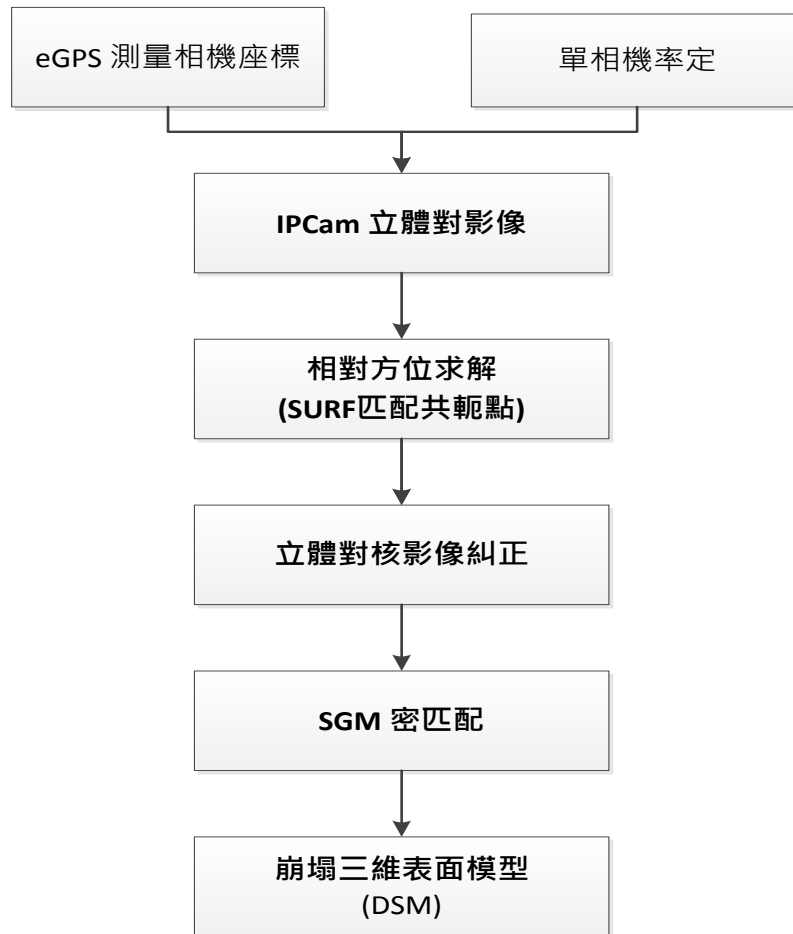 eGPS 測量相機座標
單相機率定
IPCam 立體對影像
相對方位求解
(SURF匹配共軛點)
立體對核影像糾正
SGM 密匹配
崩塌三維表面模型
(DSM)